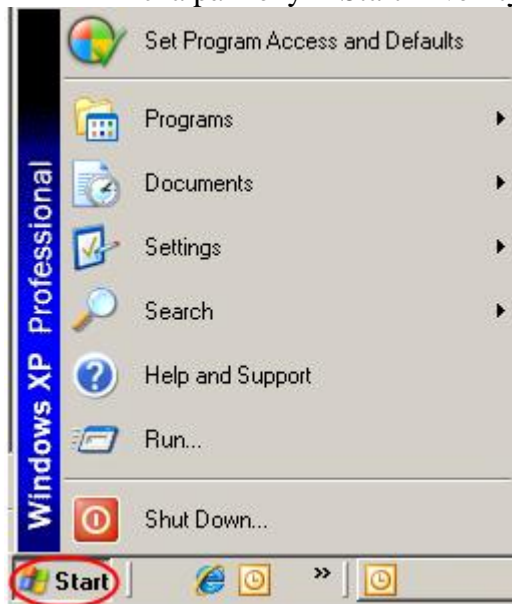 Set Program Access and Defaults
Programs
Documents
Settings
Search
Help and Support
Run...
Shut Down...
Windows XP Professional
Start
»